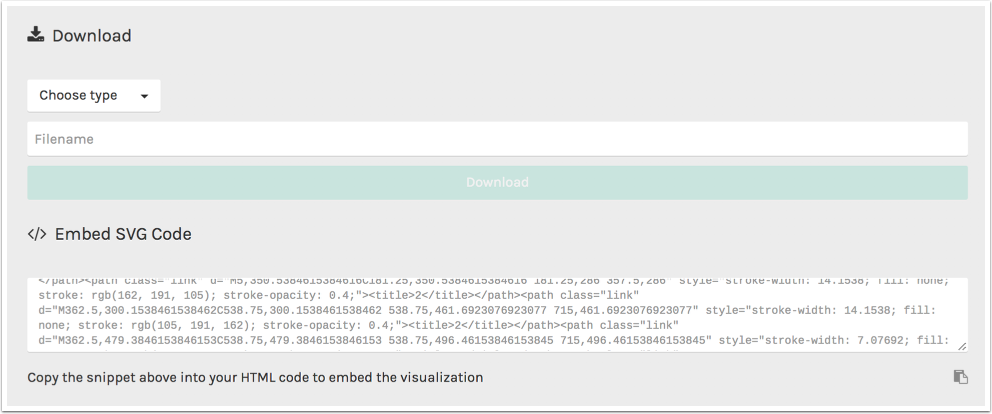 Download
Choose type
Filename
Download
</> Embed SVG Code
</path><path class="link" d="M5,350.5384615384616C181.25,350.5384615384616 181.25,286 357.5,286" style="stroke-width: 14.1538; fill: none;
stroke: rgb(162, 191, 105); stroke-opacity: 0.4;"><title>2</title></path><path class="link"
d="M362.5,300.1538461538462C538.75,300.1538461538462 538.75,461.6923076923077 715,461.6923076923077" style="stroke-width: 14.1538; fill:
none; stroke: rgb(105, 191, 162); stroke-opacity: 0.4;"><title>2</title></path><path class="link"
d="M362.5,479.3846153846153C538.75,479.3846153846153 538.75,496.46153846153845 715,496.46153846153845" style="stroke-width: 7.07692; fill:
Copy the snippet above into your HTML code to embed the visualization